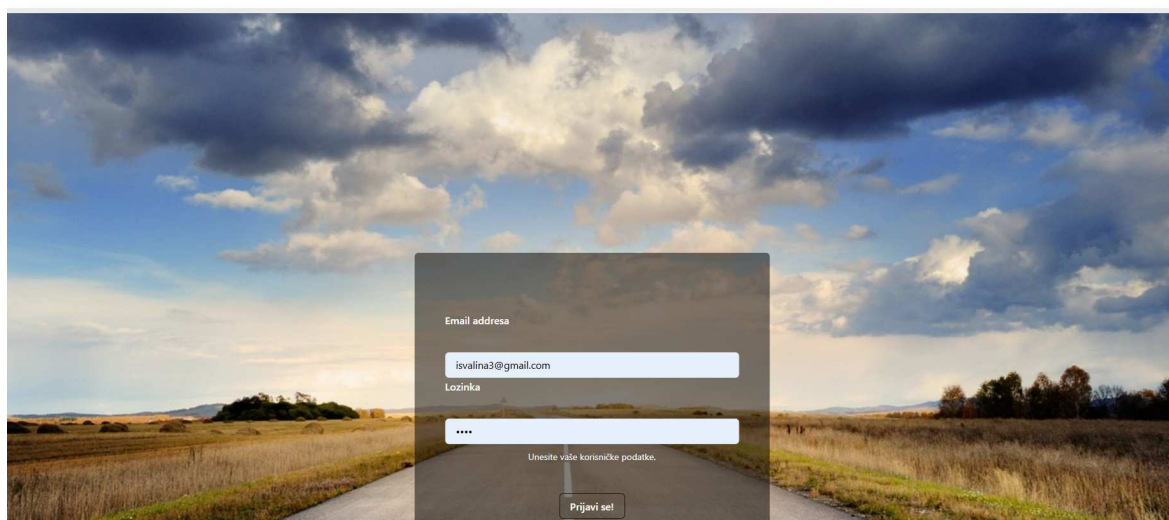 Email addresa
isvalina3@gmail.com
Lozinka
••••
Unesite vaše korisničke podatke.
Prijavi se!